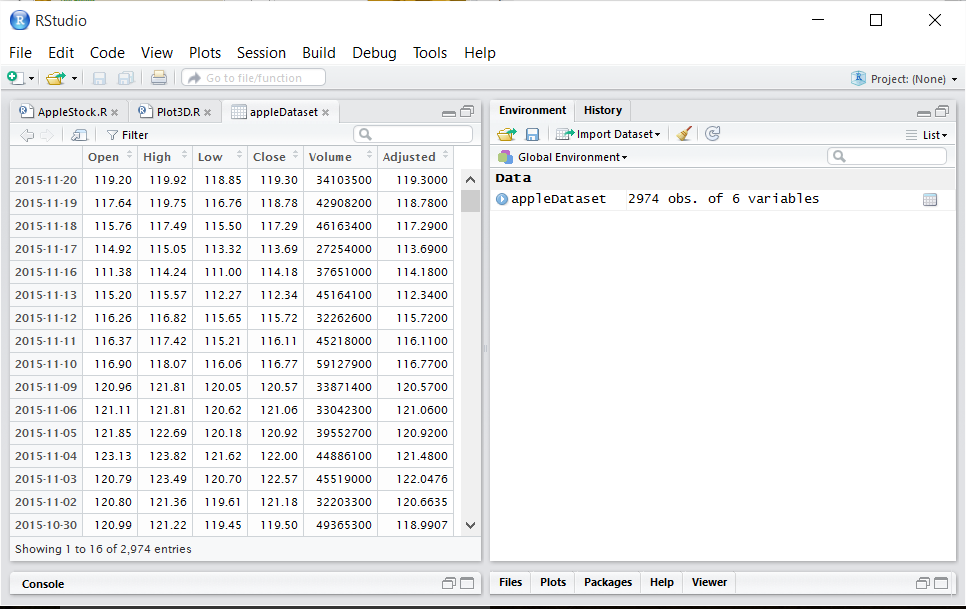 RStudio
File Edit Code View Plots Session Build Debug Tools Help
Go to file/function
Project: (None)
AppleStock.R
Plot3D.R
appleDataset
Filter
Open High Low Close Volume Adjusted
2015-11-20 119.20 119.92 118.85 119.30 34103500 119.3000
2015-11-19 117.64 119.75 116.76 118.78 42908200 118.7800
2015-11-18 115.76 117.49 115.50 117.29 46163400 117.2900
2015-11-17 114.92 115.05 113.32 113.69 27254000 113.6900
2015-11-16 111.38 114.24 111.00 114.18 37651000 114.1800
2015-11-13 115.20 115.57 112.27 112.34 45164100 112.3400
2015-11-12 116.26 116.82 115.65 115.72 32262600 115.7200
2015-11-11 116.37 117.42 115.21 116.11 45218000 116.1100
2015-11-10 116.90 118.07 116.06 116.77 59127900 116.7700
2015-11-09 120.96 121.81 120.05 120.57 33871400 120.5700
2015-11-06 121.11 121.81 120.62 121.06 33042300 121.0600
2015-11-05 121.85 122.69 120.18 120.92 39552700 120.9200
2015-11-04 123.13 123.82 121.62 122.00 44886100 121.4800
2015-11-03 120.79 123.49 120.70 122.57 45519000 122.0476
2015-11-02 120.80 121.36 119.61 121.18 32203300 120.6635
2015-10-30 120.99 121.22 119.45 119.50 49365300 118.9907
Showing 1 to 16 of 2,974 entries
Console
Environment History
Import Dataset
List
Global Environment
Data
appleDataset 2974 obs. of 6 variables
Files Plots Packages Help Viewer